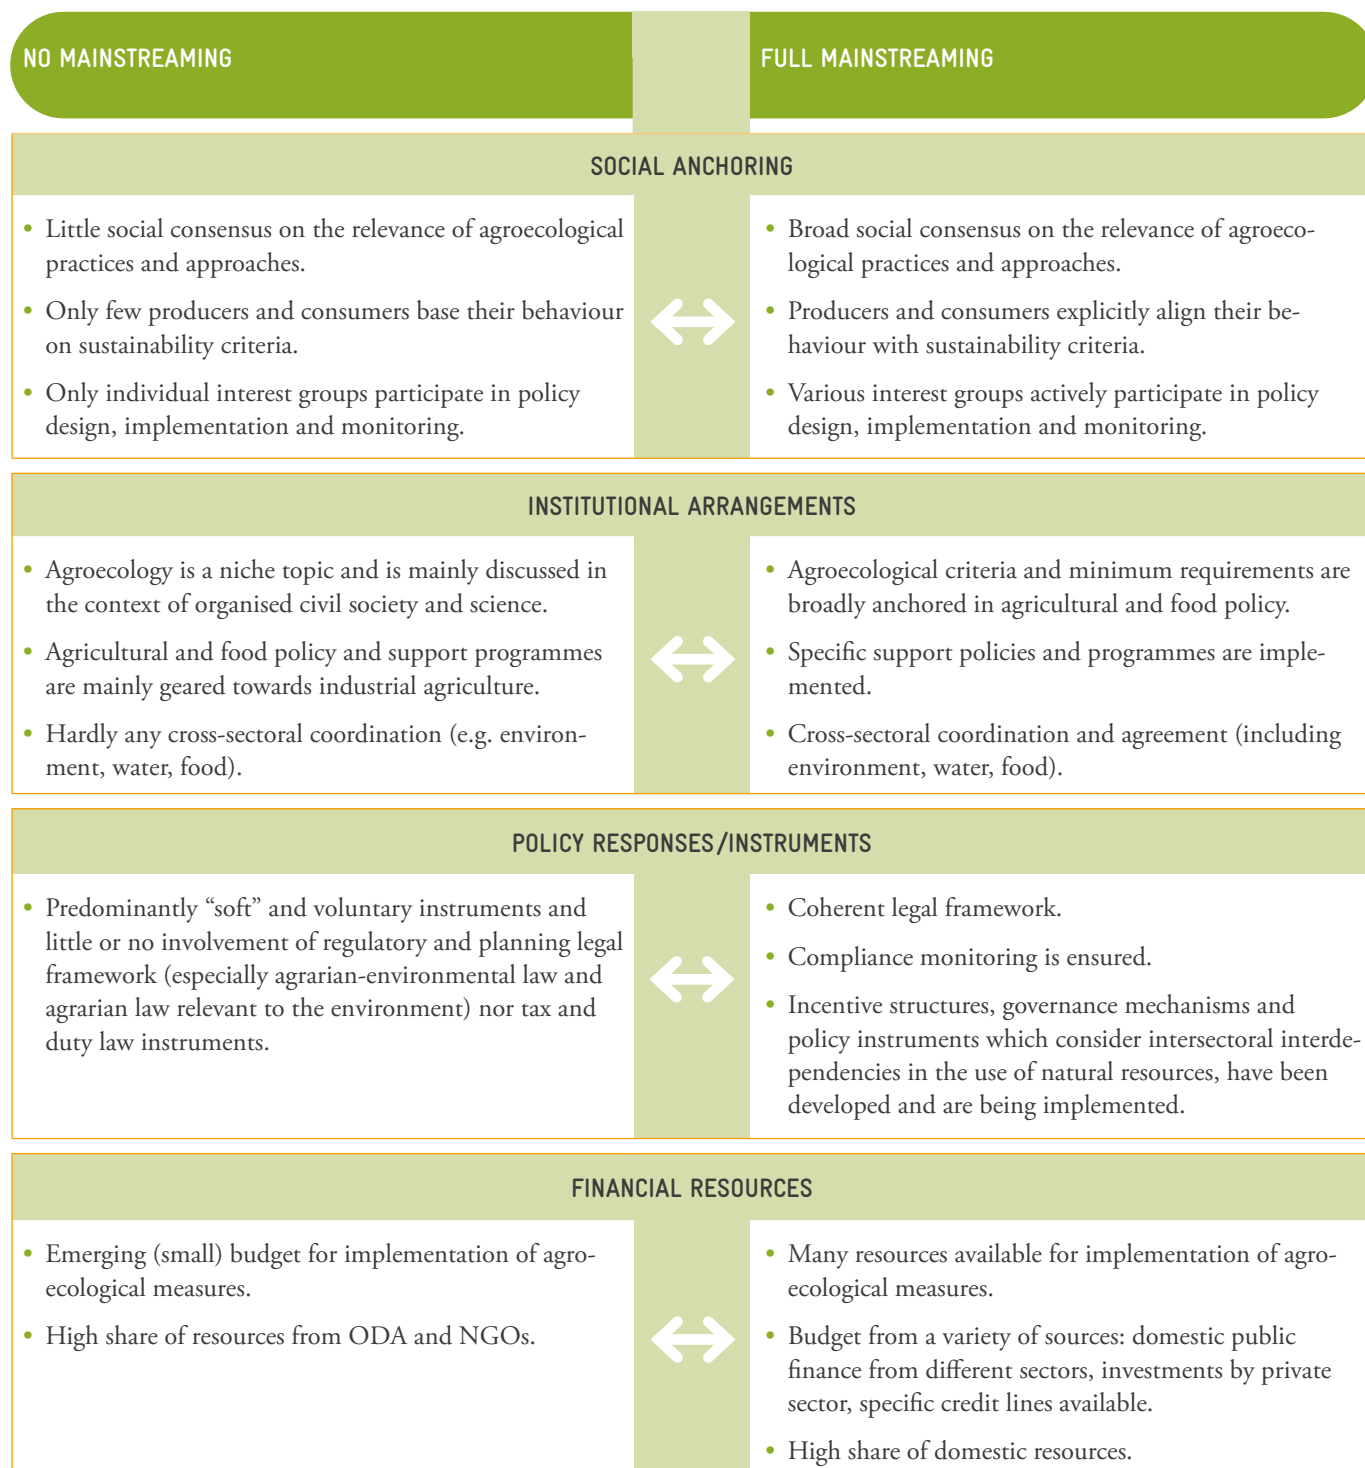 NO MAINSTREAMING
FULL MAINSTREAMING
SOCIAL ANCHORING
• Little social consensus on the relevance of agroecological
practices and approaches.
• Only few producers and consumers base their behaviour
on sustainability criteria.
• Only individual interest groups participate in policy
design, implementation and monitoring.
• Broad social consensus on the relevance of agroeco-
logical practices and approaches.
• Producers and consumers explicitly align their be-
haviour with sustainability criteria.
• Various interest groups actively participate in policy
design, implementation and monitoring.
INSTITUTIONAL ARRANGEMENTS
• Agroecology is a niche topic and is mainly discussed in
the context of organised civil society and science.
• Agricultural and food policy and support programmes
are mainly geared towards industrial agriculture.
• Hardly any cross-sectoral coordination (e.g. environ-
ment, water, food).
• Agroecological criteria and minimum requirements are
broadly anchored in agricultural and food policy.
• Specific support policies and programmes are imple-
mented.
• Cross-sectoral coordination and agreement (including
environment, water, food).
POLICY RESPONSES/INSTRUMENTS
• Predominantly “soft” and voluntary instruments and
little or no involvement of regulatory and planning legal
framework (especially agrarian-environmental law and
agrarian law relevant to the environment) nor tax and
duty law instruments.
• Coherent legal framework.
• Compliance monitoring is ensured.
• Incentive structures, governance mechanisms and
policy instruments which consider intersectoral interde-
pendencies in the use of natural resources, have been
developed and are being implemented.
FINANCIAL RESOURCES
• Emerging (small) budget for implementation of agro-
ecological measures.
• High share of resources from ODA and NGOs.
• Many resources available for implementation of agro-
ecological measures.
• Budget from a variety of sources: domestic public
finance from different sectors, investments by private
sector, specific credit lines available.
• High share of domestic resources.